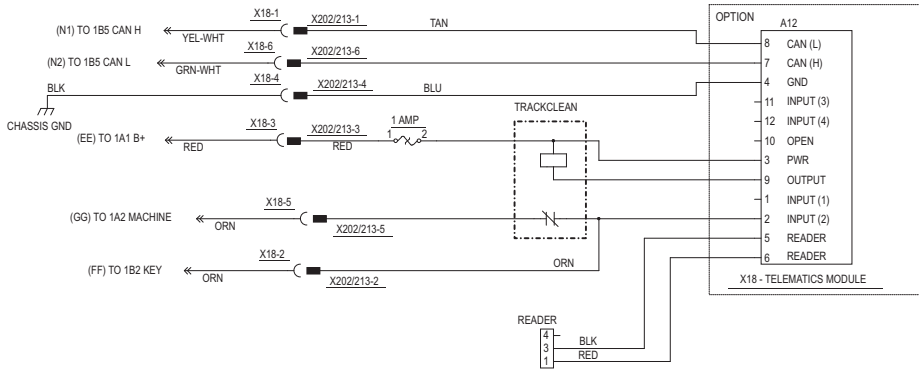 OPTION
A12
X18-1
X202/213-1
TAN
(N1) TO 1B5 CAN H
YEL-WHT
8 CAN (L)
X18-6
X202/213-6
(N2) TO 1B5 CAN L
GRN-WHT
7 CAN (H)
X18-4
X202/213-4
BLK
BLU
4 GND
CHASSIS GND
TRACKCLEAN
11 INPUT (3)
12 INPUT (4)
X18-3
X202/213-3
1 AMP
1 2
(EE) TO 1A1 B+
RED
RED
10 OPEN
3 PWR
9 OUTPUT
1 INPUT (1)
X18-5
X202/213-5
(GG) TO 1A2 MACHINE
ORN
2 INPUT (2)
5 READER
6 READER
X18-2
X202/213-2
(FF) TO 1B2 KEY
ORN
ORN
X18 - TELEMATICS MODULE
READER
4
3 BLK
1 RED